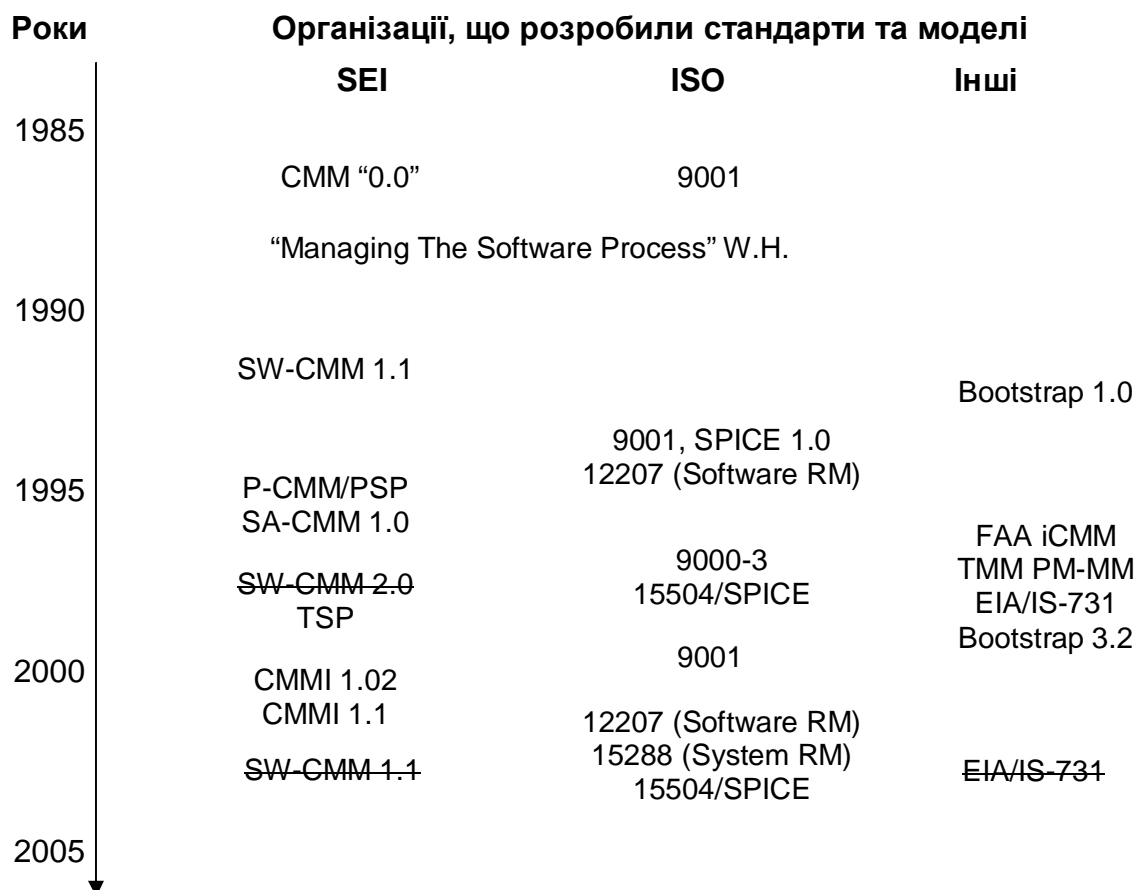 Роки Організації, що розробили стандарти та моделі
SEI ISO Інші
1985
CMM “0.0” 9001
“Managing The Software Process” W.H.
1990
SW-CMM 1.1
Bootstrap 1.0
9001, SPICE 1.0
12207 (Software RM)
1995
P-CMM/PSP
SA-CMM 1.0
FAA iCMM
9000-3
TMM PM-MM
SW-CMM 2.0
15504/SPICE
EIA/IS-731
TSP
Bootstrap 3.2
9001
2000
CMMI 1.02
CMMI 1.1
12207 (Software RM)
15288 (System RM)
SW-CMM 1.1
EIA/IS-731
15504/SPICE
2005